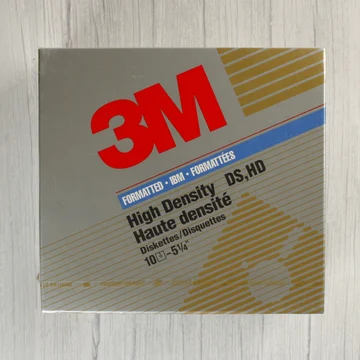 3M
FORMATTED • IBM • FORMATTÉES
High Density DS,HD
Haute densité
Diskettes/Disquettes
10 - 5¼"